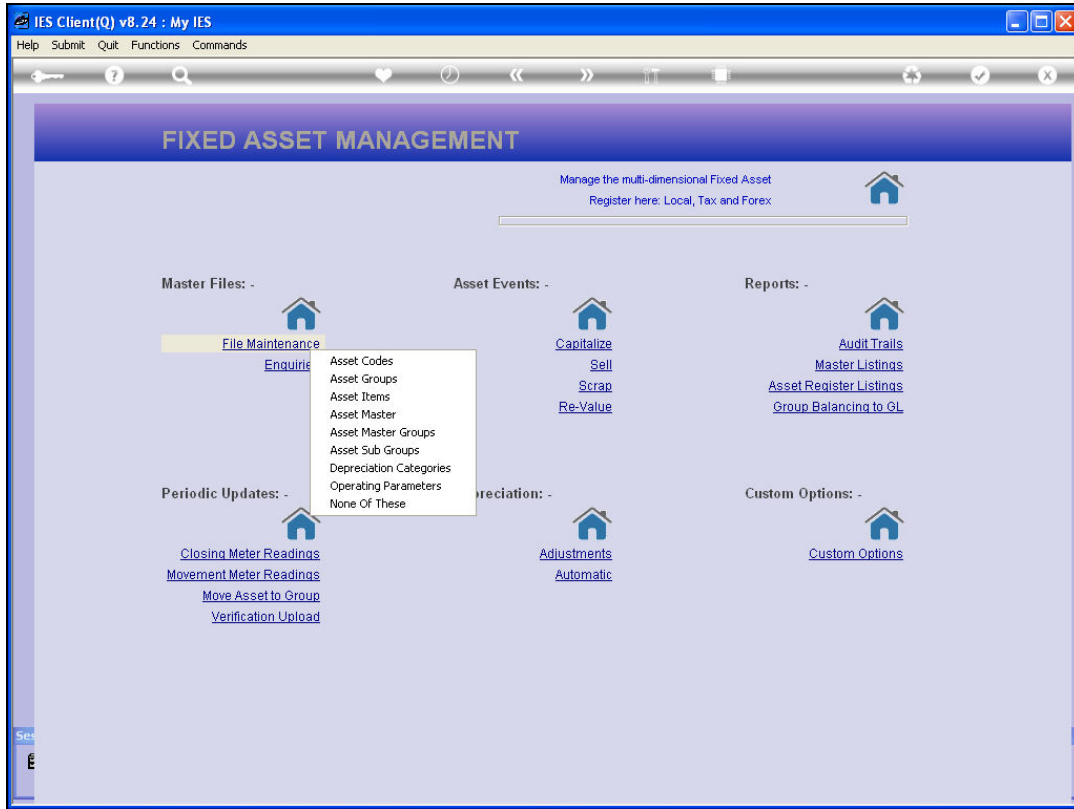 IES Client(Q) v8.24 : My IES
Help Submit Quit Functions Commands
FIXED ASSET MANAGEMENT
Manage the multi-dimensional Fixed Asset
Register here: Local, Tax and Forex
Master Files: -
File Maintenance
Enquirie
Asset Codes
Asset Groups
Asset Items
Asset Master
Asset Master Groups
Asset Sub Groups
Depreciation Categories
Operating Parameters
None Of These
Asset Events: -
Capitalize
Sell
Scrap
Re-Value
Reports: -
Audit Trails
Master Listings
Asset Register Listings
Group Balancing to GL
Periodic Updates: -
Closing Meter Readings
Movement Meter Readings
Move Asset to Group
Verification Upload
reciation: -
Adjustments
Automatic
Custom Options: -
Custom Options
Ses